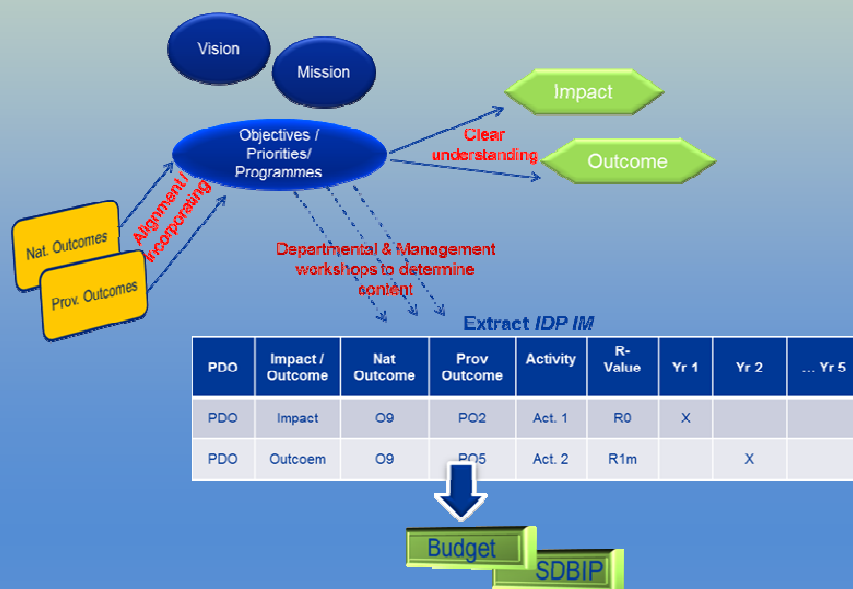 Vision
Mission
Objectives /
Priorities/
Programmes
Impact
Clear
understanding
Outcome
Alignment /
incorporating
Nat. Outcomes
Prov. Outcomes
Departmental & Management
workshops to determine
content
Extract IDP IM
PDO Impact / Outcome Nat Outcome Prov Outcome Activity R-Value Yr 1 Yr 2 ... Yr 5
PDO Impact O9 PO2 Act. 1 R0 X
PDO Outcoem O9 PO5 Act. 2 R1m X
Budget
SDBIP